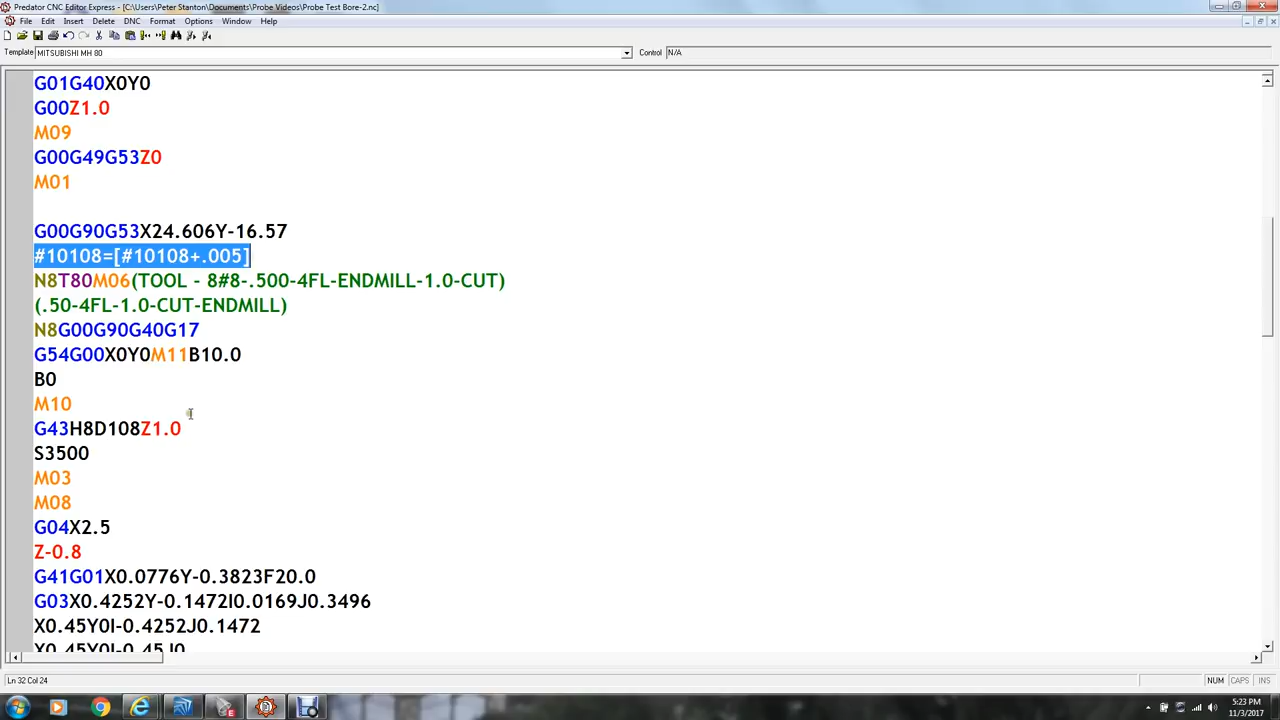 Predator CNC Editor Express - [C:\Users\Peter Stanton\Documents\Probe Videos\Probe Test Bore-2.nc]
File Edit Insert Delete DNC Format Options Window Help
Template MITSUBISHI MH 80 Control N/A
G01G40X0Y0
G00Z1.0
M09
G00G49G53Z0
M01
G00G90G53X24.606Y-16.57
#10108=[#10108+.005]
N8T80M06(TOOL - 8#8-.500-4FL-ENDMILL-1.0-CUT)
(.50-4FL-1.0-CUT-ENDMILL)
N8G00G90G40G17
G54G00X0Y0M11B10.0
B0
M10
G43H8D108Z1.0
S3500
M03
M08
G04X2.5
Z-0.8
G41G01X0.0776Y-0.3823F20.0
G03X0.4252Y-0.1472I0.0169J0.3496
X0.45Y0I-0.4252J0.1472
X0.45Y0I-0.45J0
Ln 32 Col 24 NUM CAPS INS
5:23 PM
11/3/2017